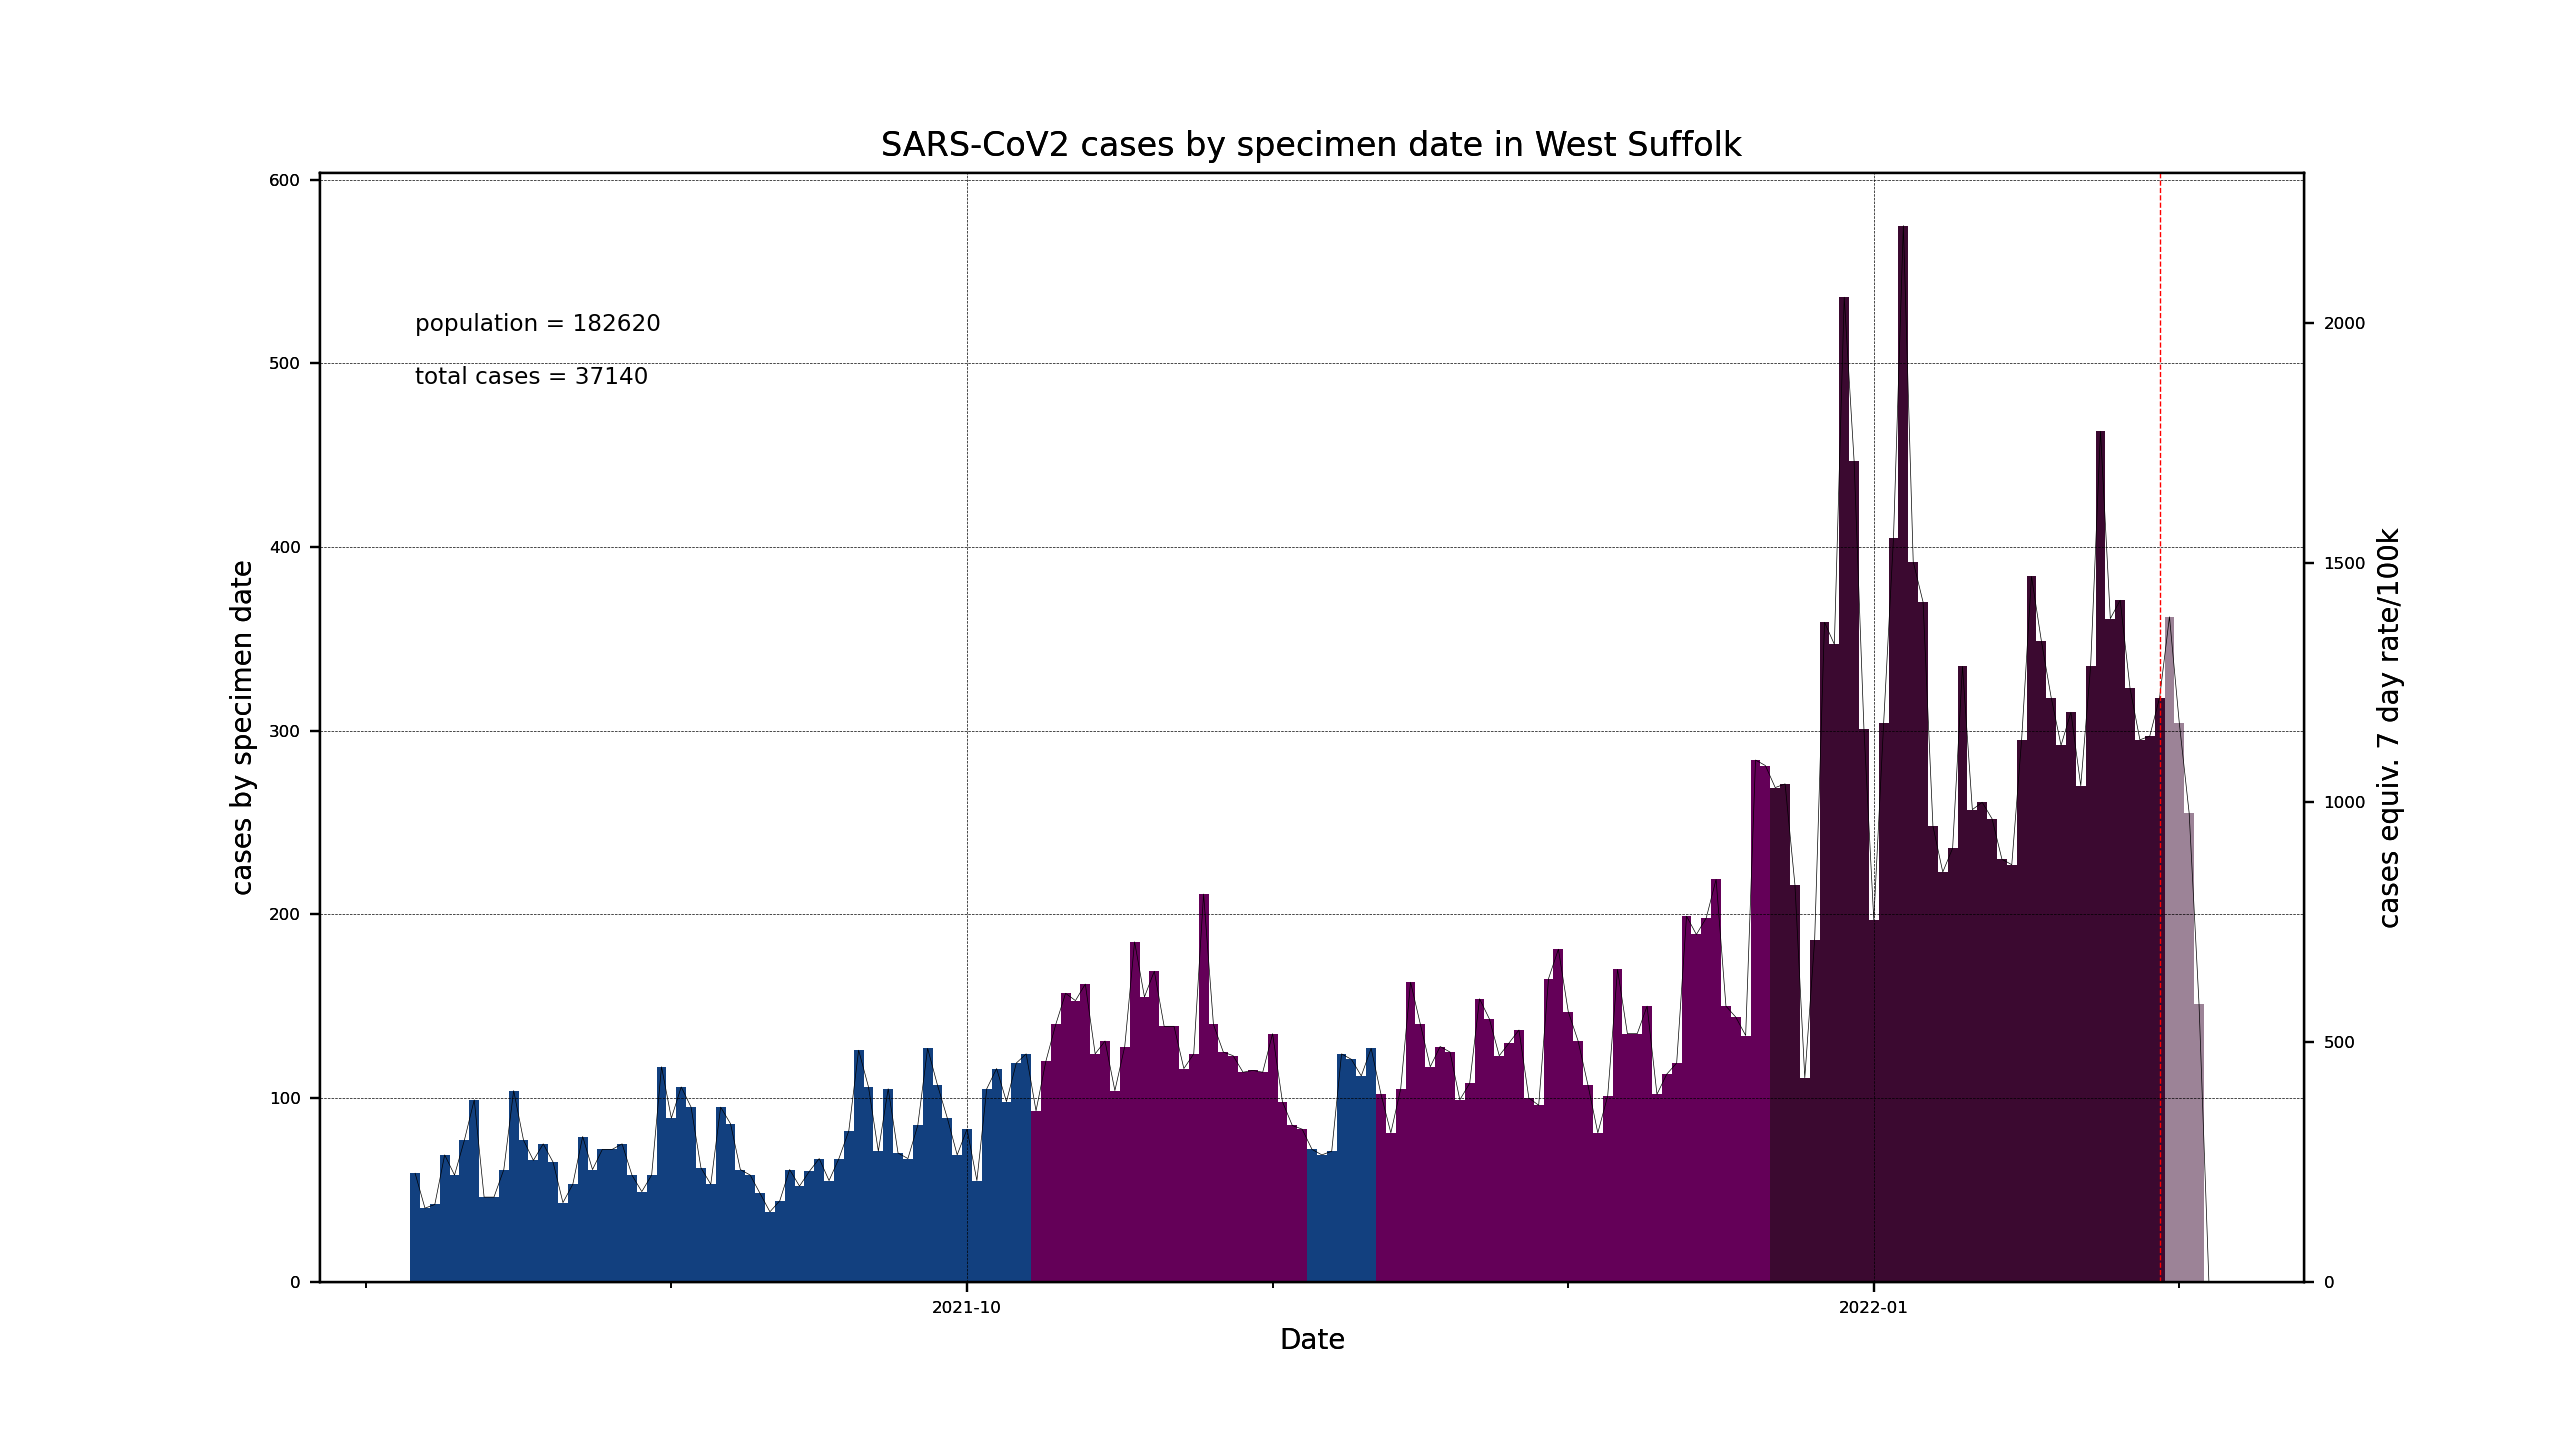 SARS-CoV2 cases by specimen date in West Suffolk
population = 182620
total cases = 37140
cases by specimen date
600
500
400
300
200
100
0
2021-10
2022-01
Date
2000
1500
1000
500
0
cases equiv. 7 day rate/100k